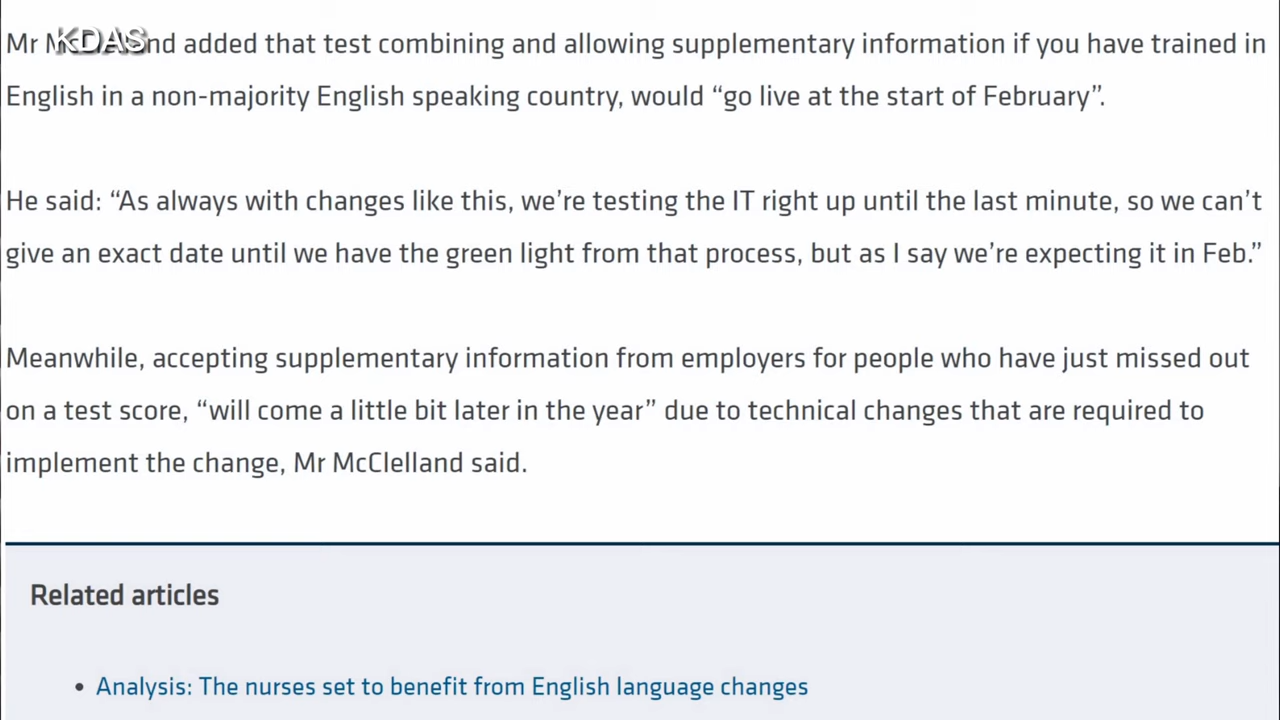 KDAS
Mr nd added that test combining and allowing supplementary information if you have trained in
English in a non-majority English speaking country, would “go live at the start of February”.
He said: “As always with changes like this, we’re testing the IT right up until the last minute, so we can’t
give an exact date until we have the green light from that process, but as I say we’re expecting it in Feb.”
Meanwhile, accepting supplementary information from employers for people who have just missed out
on a test score, “will come a little bit later in the year” due to technical changes that are required to
implement the change, Mr McClelland said.
Related articles
• Analysis: The nurses set to benefit from English language changes